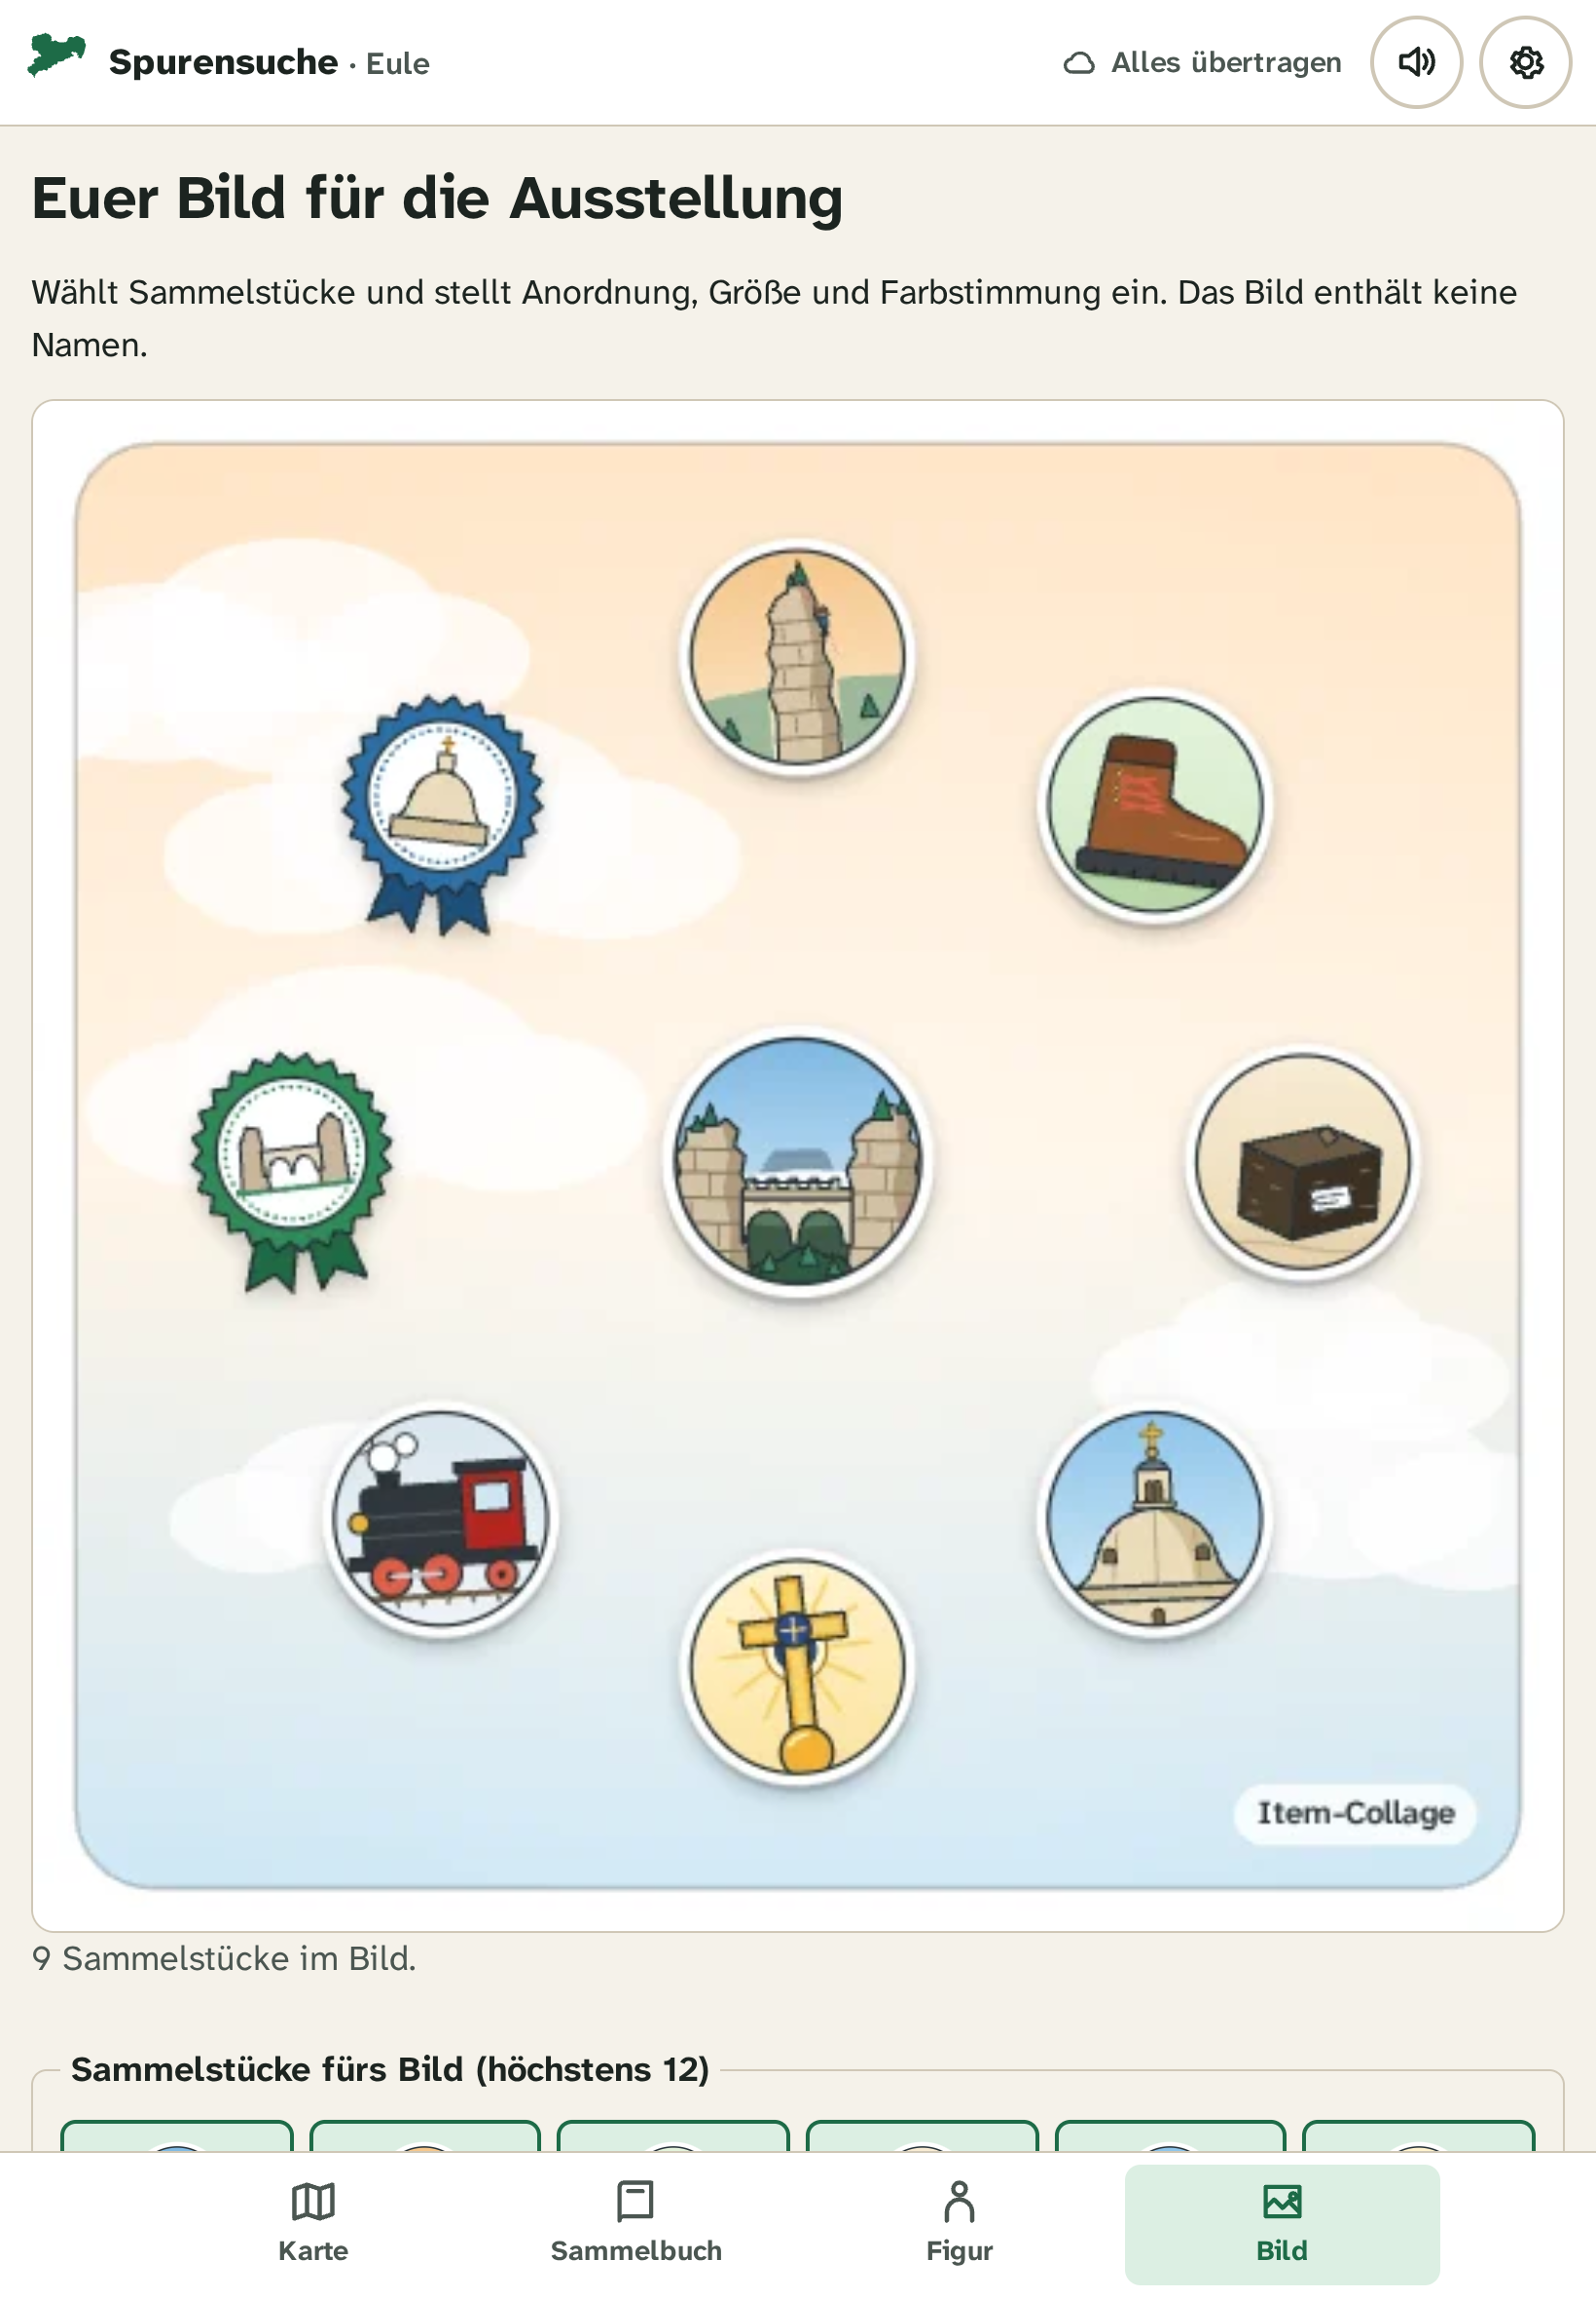 Spurensuche · Eule
Alles übertragen
Euer Bild für die Ausstellung
Wählt Sammelstücke und stellt Anordnung, Größe und Farbstimmung ein. Das Bild enthält keine
Namen.
Item-Collage
9 Sammelstücke im Bild.
Sammelstücke fürs Bild (höchstens 12)
Karte
Sammelbuch
Figur
Bild